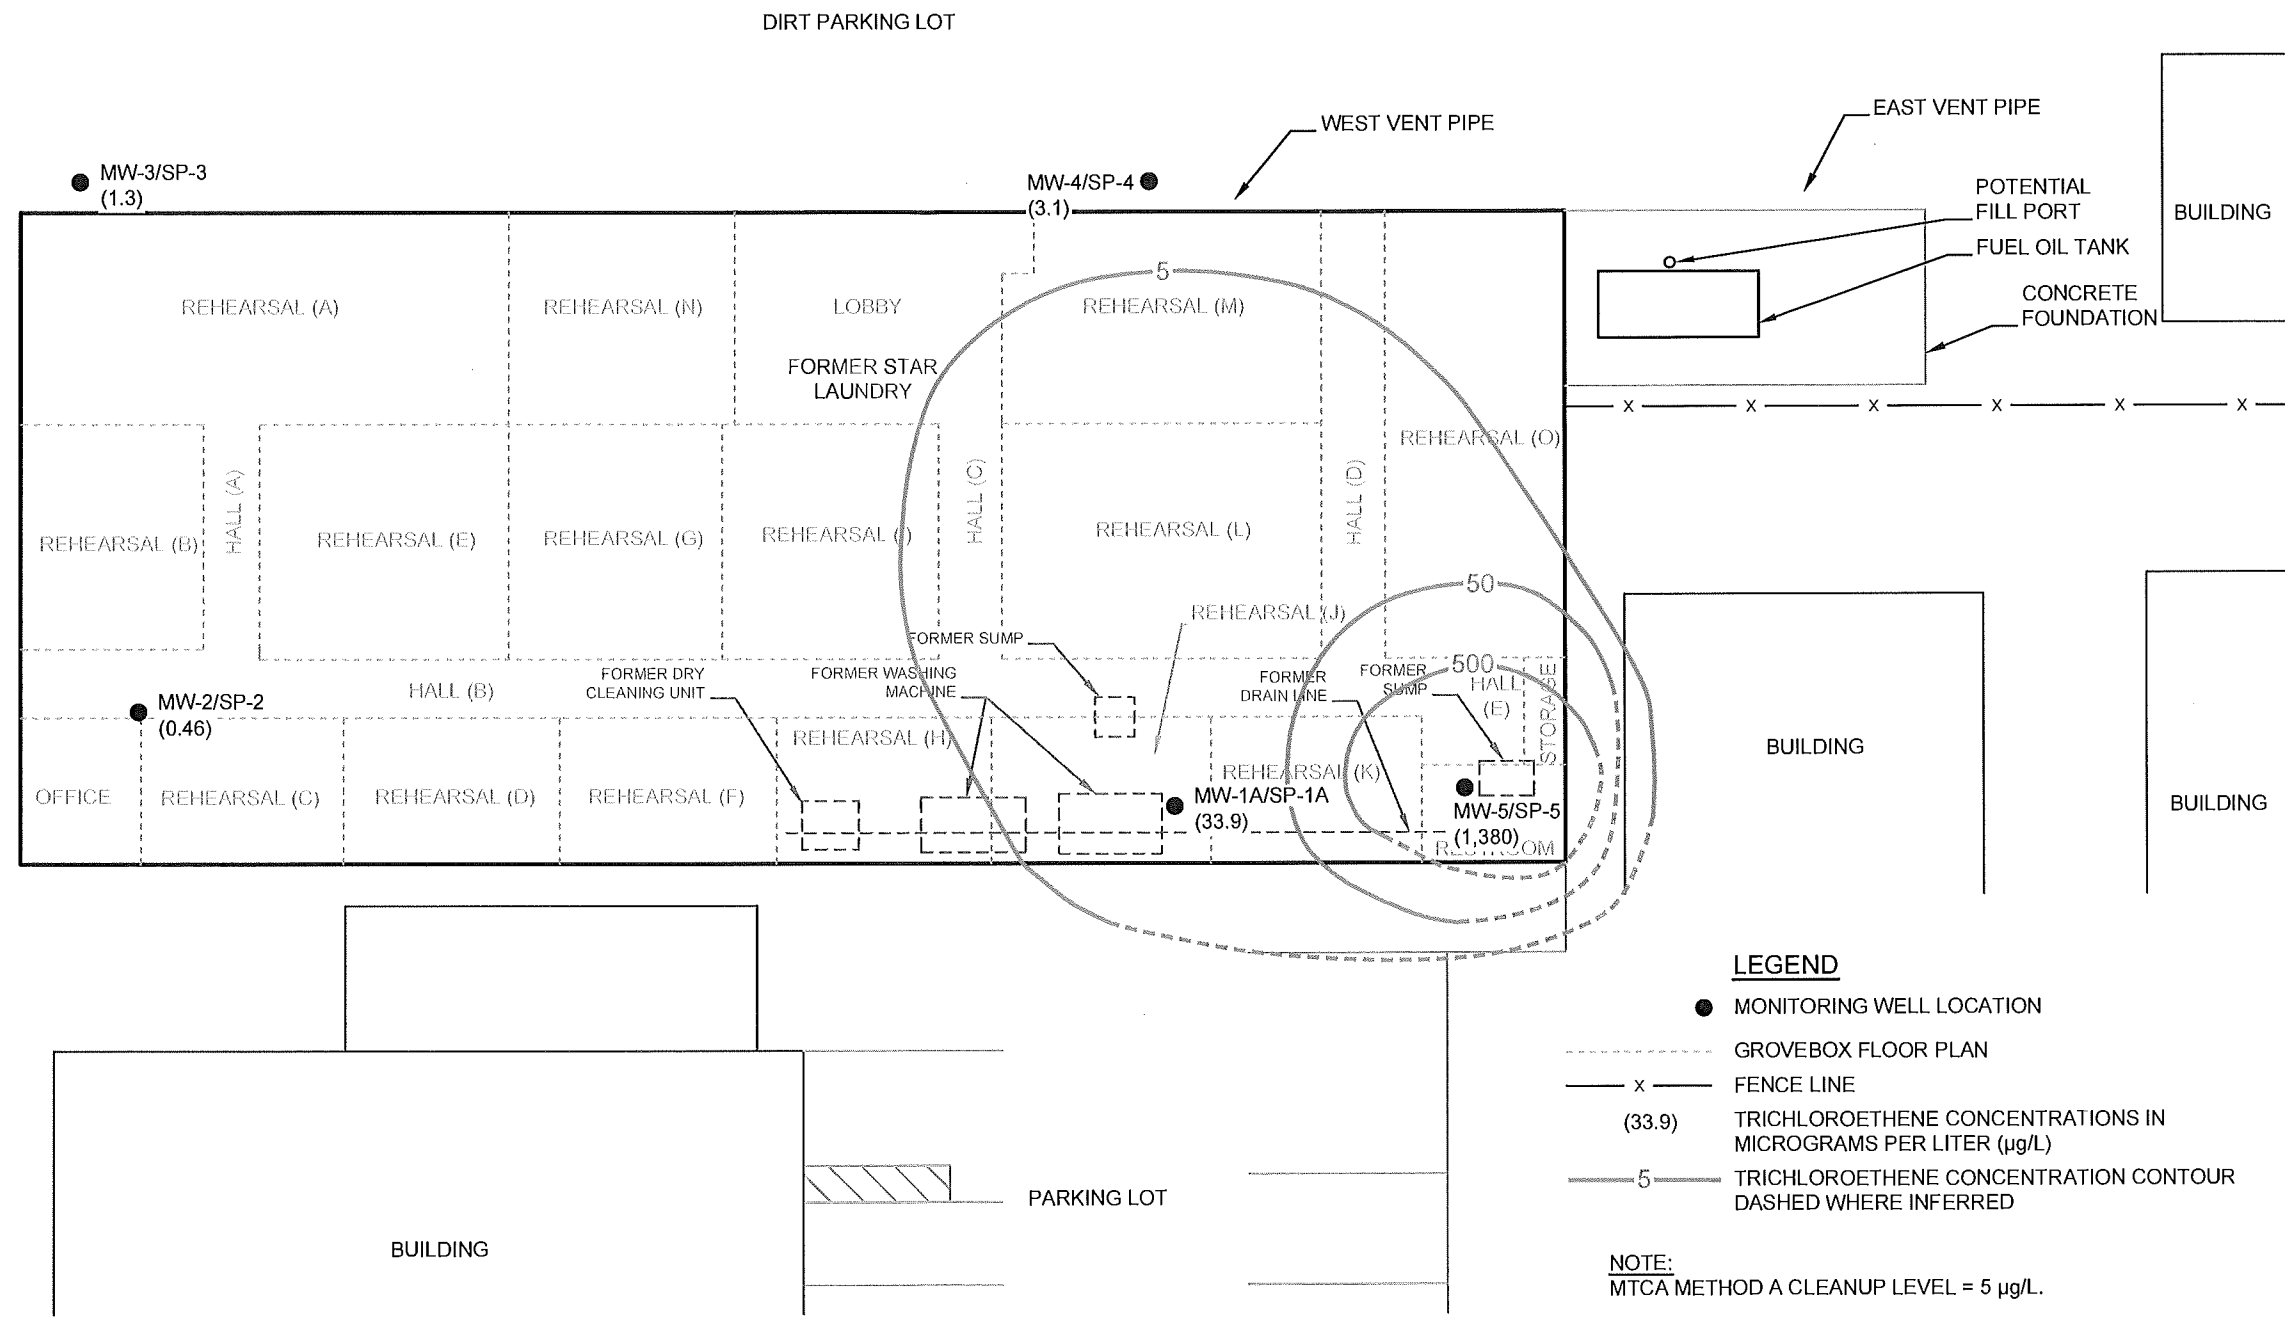 DIRT PARKING LOT
WEST VENT PIPE
EAST VENT PIPE
MW-3/SP-3
(1.3)
MW-4/SP-4
(3.1)
POTENTIAL
FILL PORT
BUILDING
FUEL OIL TANK
CONCRETE
FOUNDATION
5
REHEARSAL (A)
REHEARSAL (N)
LOBBY
REHEARSAL (M)
FORMER STAR
LAUNDRY
X X X X X X
REHEARSAL (O)
HALL (A)
HALL (C)
HALL (D)
REHEARSAL (B)
REHEARSAL (E)
REHEARSAL (G)
REHEARSAL
REHEARSAL (L)
50
REHEARSAL (J)
FORMER SUMP
500
FORMER DRY
CLEANING UNIT
FORMER WASHING
MACHINE
FORMER
DRAIN LINE
FORMER
SUMP
HALL
(E)
STORAGE
HALL (B)
MW-2/SP-2
(0.46)
REHEARSAL (H)
BUILDING
REHEARSAL (K)
OFFICE
REHEARSAL (C)
REHEARSAL (D)
REHEARSAL (F)
MW-1A/SP-1A
(33.9)
MW-5/SP-5
(1,380)
RESTROOM
BUILDING
LEGEND
MONITORING WELL LOCATION
GROVEBOX FLOOR PLAN
X FENCE LINE
(33.9) TRICHLOROETHENE CONCENTRATIONS IN
MICROGRAMS PER LITER (µg/L)
5 TRICHLOROETHENE CONCENTRATION CONTOUR
DASHED WHERE INFERRED
PARKING LOT
BUILDING
NOTE:
MTCA METHOD A CLEANUP LEVEL = 5 µg/L.